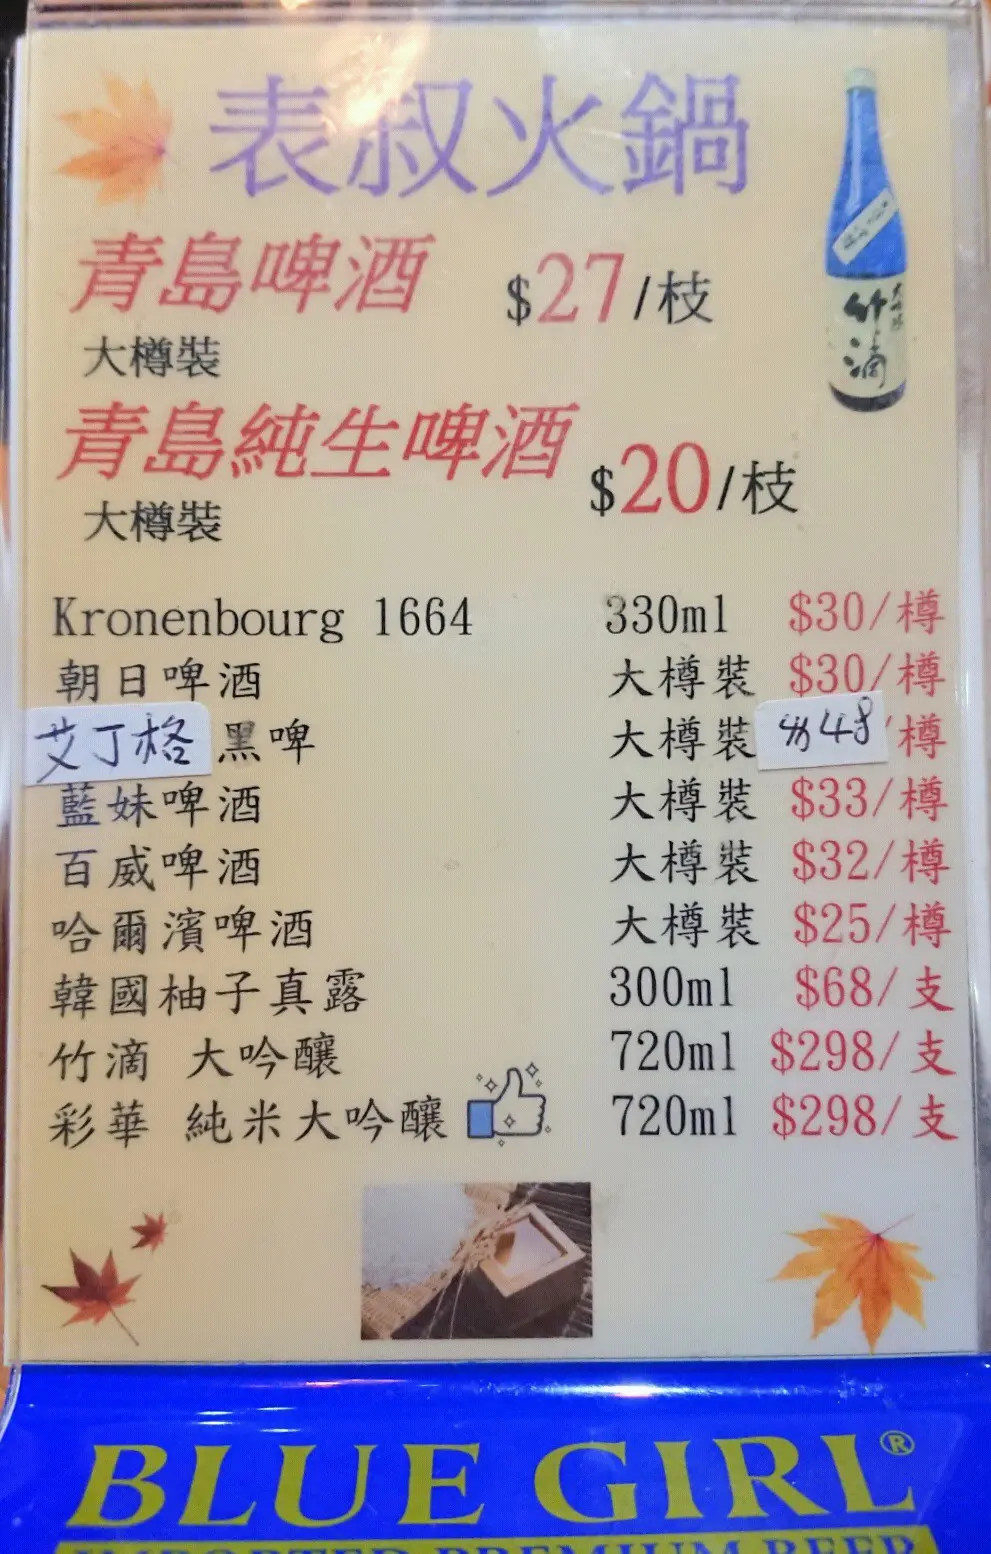 表叔火鍋
青島啤酒 $27/枝
大樽裝
青島純生啤酒 $20/枝
大樽裝
Kronenbourg 1664 330ml $30/樽
朝日啤酒 大樽裝 $30/樽
艾丁格 黑啤 大樽裝 $48/樽
藍妹啤酒 大樽裝 $33/樽
百威啤酒 大樽裝 $32/樽
哈爾濱啤酒 大樽裝 $25/樽
韓國柚子真露 300ml $68/支
竹滴 大吟釀 720ml $298/支
彩華 純米大吟釀 720ml $298/支
竹滴
BLUE GIRL®
IMPORTED PREMIUM BEER